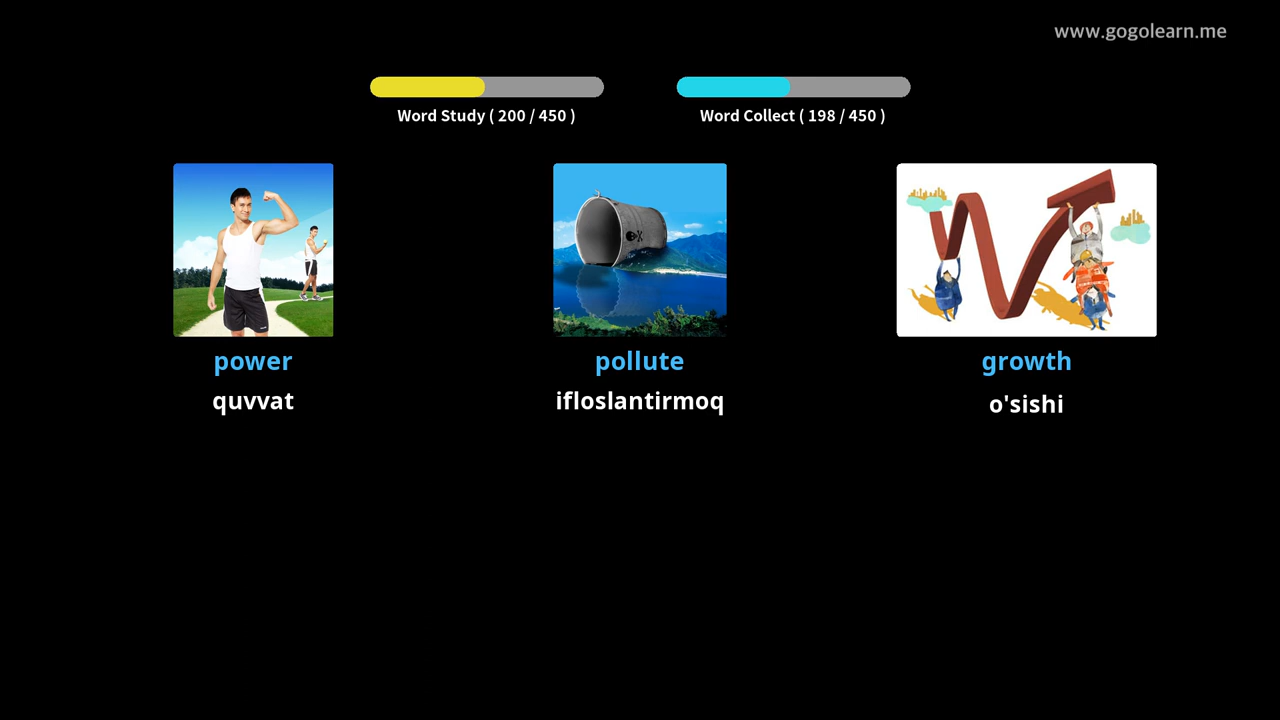 www.gogolearn.me
Word Study ( 200 / 450 )
Word Collect ( 198 / 450 )
power
quvvat
pollute
ifloslantirmoq
growth
o'sishi